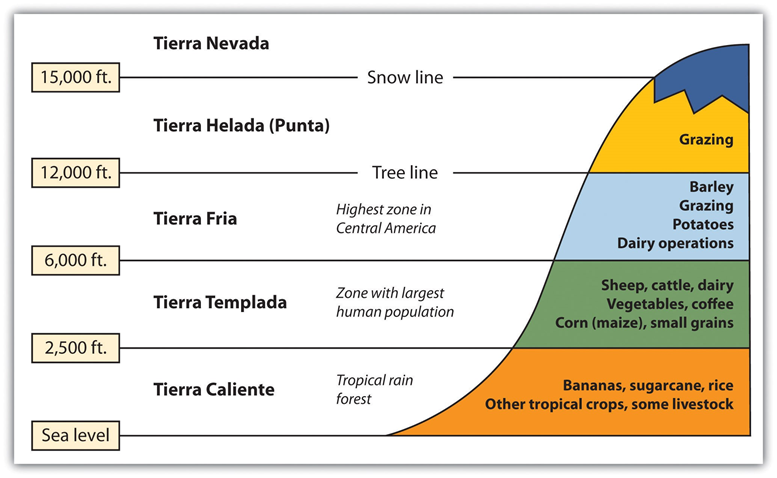 Tierra Nevada
15,000 ft.
Snow line
Tierra Helada (Punta)
Grazing
12,000 ft.
Tree line
Tierra Fria
Highest zone in
Central America
Barley
Grazing
Potatoes
Dairy operations
6,000 ft.
Tierra Templada
Zone with largest
human population
Sheep, cattle, dairy
Vegetables, coffee
Corn (maize), small grains
2,500 ft.
Tierra Caliente
Tropical rain
forest
Bananas, sugarcane, rice
Other tropical crops, some livestock
Sea level